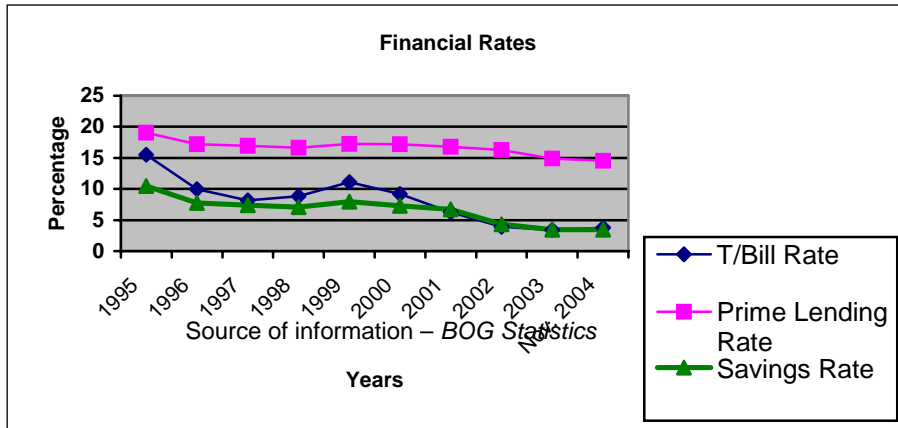 Financial Rates
Percentage
25
20
15
10
5
0
1995
1996
1997
1998
1999
2000
2001
2002
2003
Nov. 2004
Source of information – BOG Statistics
Years
T/Bill Rate
Prime Lending
Rate
Savings Rate